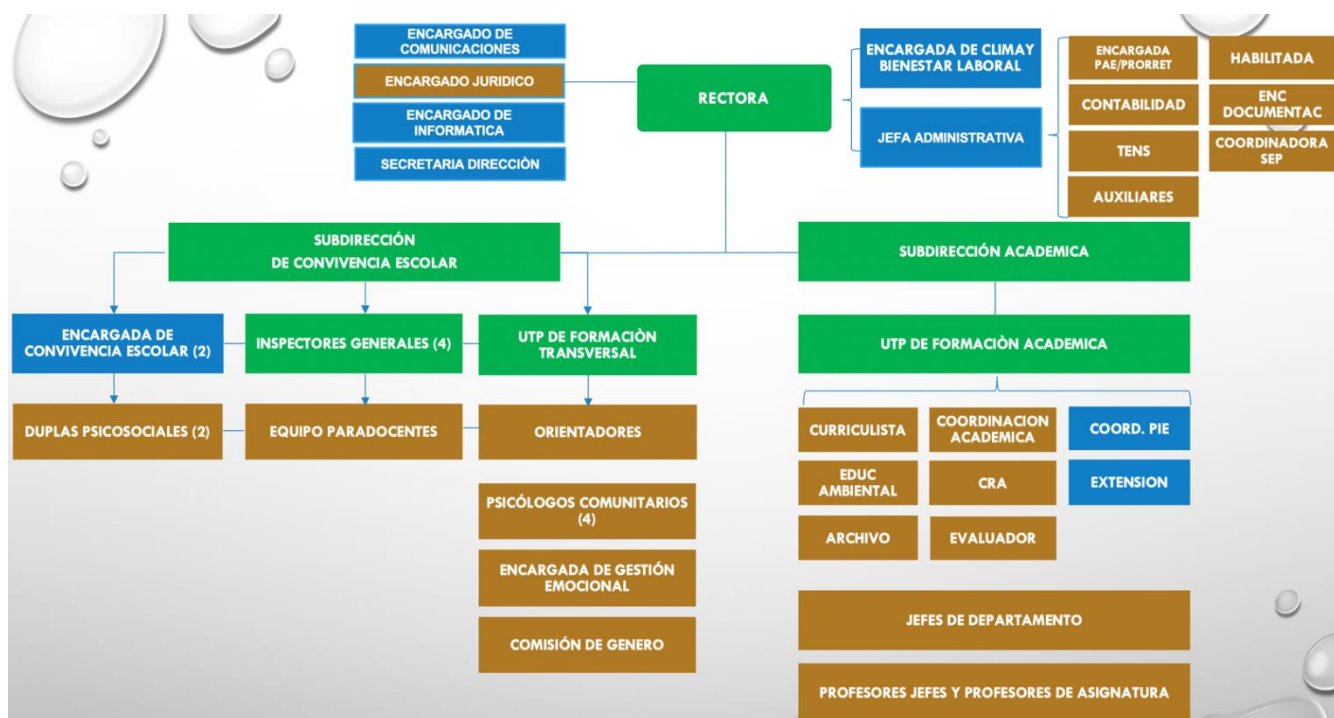 ENCARGADO DE
COMUNICACIONES
ENCARGADO JURIDICO
ENCARGADO DE
INFORMATICA
SECRETARIA DIRECCIÒN
RECTORA
ENCARGADA DE CLIMAY
BIENESTAR LABORAL
JEFA ADMINISTRATIVA
ENCARGADA
PAE/PRORRET
HABILITADA
CONTABILIDAD
ENC
DOCUMENTAC
TENS
COORDINADORA
SEP
AUXILIARES
SUBDIRECCIÓN
DE CONVIVENCIA ESCOLAR
SUBDIRECCIÓN ACADEMICA
ENCARGADA DE
CONVIVENCIA ESCOLAR (2)
INSPECTORES GENERALES (4)
UTP DE FORMACIÒN
TRANSVERSAL
UTP DE FORMACIÒN ACADEMICA
DUPLAS PSICOSOCIALES (2)
EQUIPO PARADOCENTES
ORIENTADORES
CURRICULISTA
COORDINACION
ACADEMICA
COORD. PIE
EDUC
AMBIENTAL
CRA
EXTENSION
PSICÓLOGOS COMUNITARIOS
(4)
ARCHIVO
EVALUADOR
ENCARGADA DE GESTIÓN
EMOCIONAL
COMISIÓN DE GENERO
JEFES DE DEPARTAMENTO
PROFESORES JEFES Y PROFESORES DE ASIGNATURA